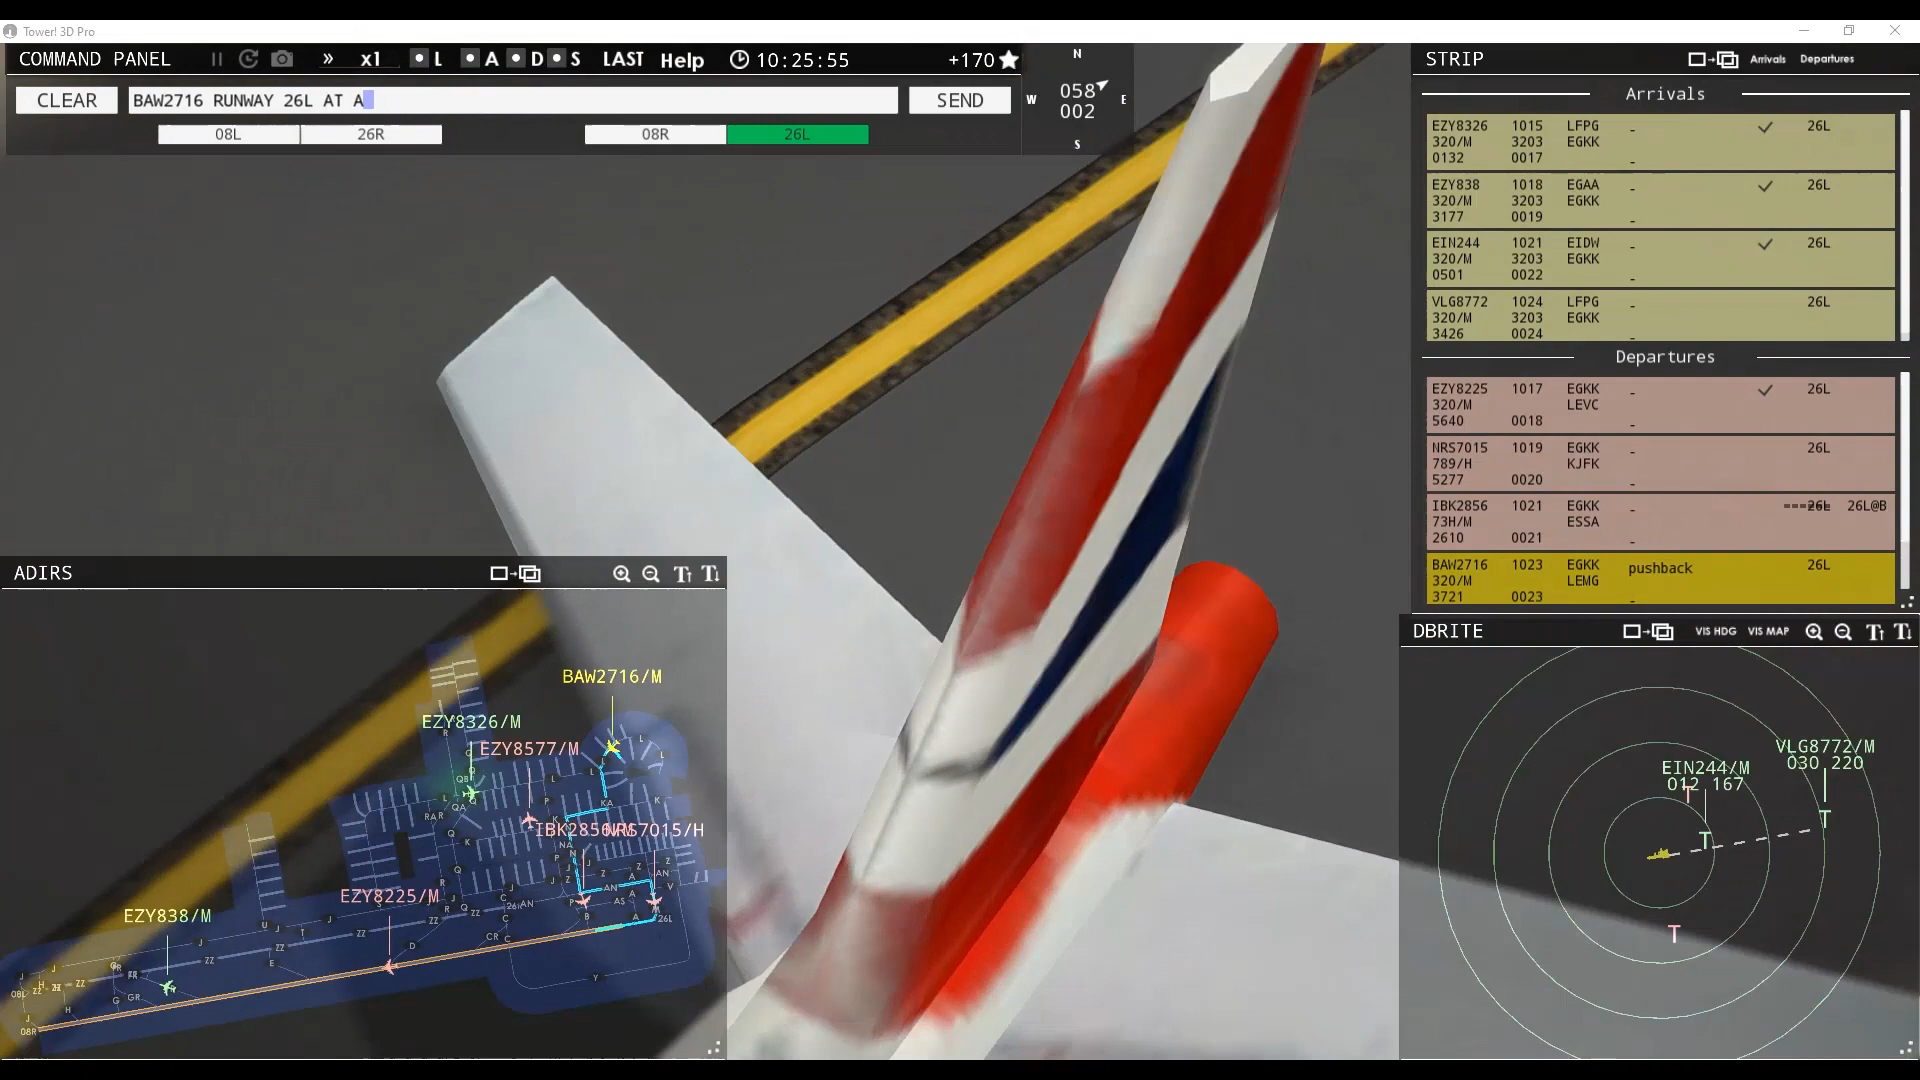 Tower! 3D Pro
COMMAND PANEL » x1 L A D S LAST Help 10:25:55 +170
CLEAR BAW2716 RUNWAY 26L AT A SEND
08L 26R 08R 26L
N
W 058 E
002
S
STRIP Arrivals Departures
Arrivals
EZY8326 1015 LFPG - 26L
320/M 3203 EGKK
0132 0017 -
EZY838 1018 EGAA - 26L
320/M 3203 EGKK
3177 0019 -
EIN244 1021 EIDW - 26L
320/M 3203 EGKK
0501 0022 -
VLG8772 1024 LFPG - 26L
320/M 3203 EGKK
3426 0024 -
Departures
EZY8225 1017 EGKK - 26L
320/M LEVC
5640 0018 -
NRS7015 1019 EGKK - 26L
789/H KJFK
5277 0020 -
IBK2856 1021 EGKK - 26L 26L@B
73H/M ESSA
2610 0021 -
BAW2716 1023 EGKK pushback 26L
320/M LEMG
3721 0023 -
ADIRS
BAW2716/M
EZY8326/M
EZY8577/M
IBK2856/M NRS7015/H
EZY8225/M
EZY838/M
DBRITE VIS HDG VIS MAP
VLG8772/M
030 220
EIN244/M
012 167
T
T
T
T